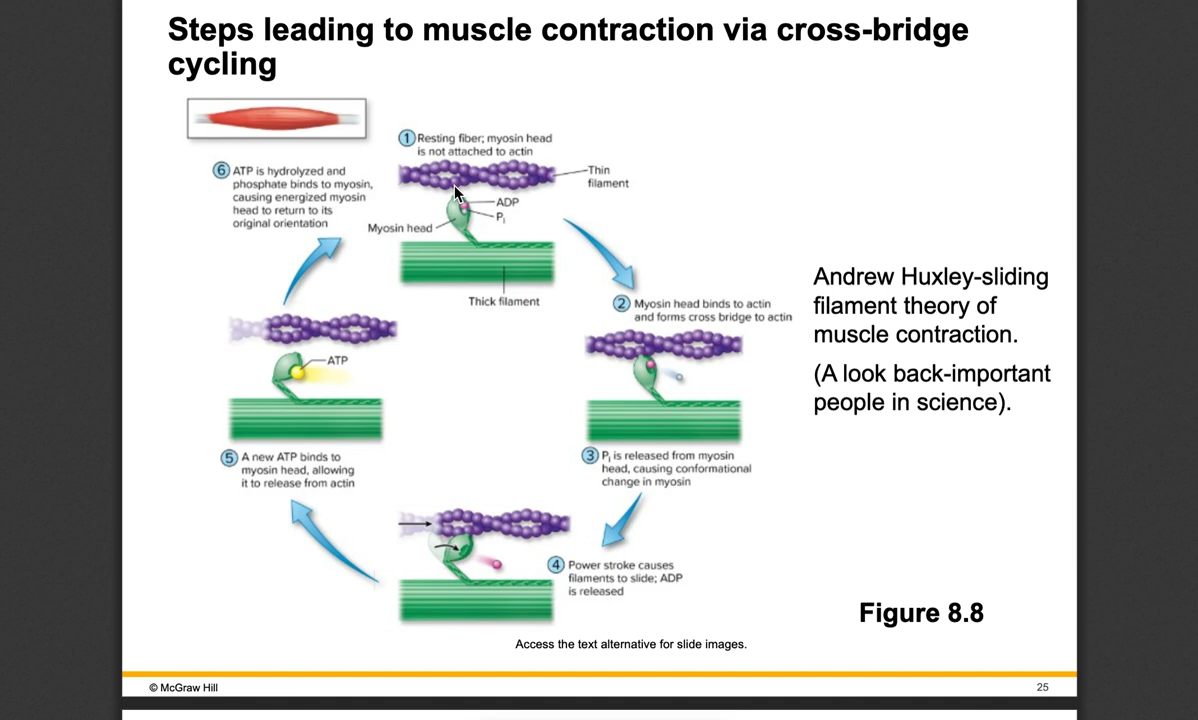 Steps leading to muscle contraction via cross-bridge
cycling
1 Resting fiber; myosin head
is not attached to actin
Thin
filament
ADP
Pi
Myosin head
Thick filament
2 Myosin head binds to actin
and forms cross bridge to actin
3 Pi is released from myosin
head, causing conformational
change in myosin
4 Power stroke causes
filaments to slide; ADP
is released
5 A new ATP binds to
myosin head, allowing
it to release from actin
ATP
6 ATP is hydrolyzed and
phosphate binds to myosin,
causing energized myosin
head to return to its
original orientation
Andrew Huxley-sliding
filament theory of
muscle contraction.
(A look back-important
people in science).
Figure 8.8
Access the text alternative for slide images.
© McGraw Hill
25